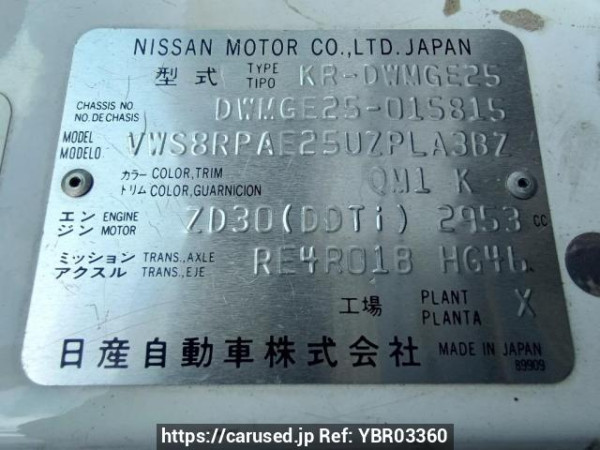 NISSAN MOTOR CO.,LTD. JAPAN
型式 TYPE TIPO KR-DWMGE25
CHASSIS NO NO.DE CHASIS DWMGE25-015815
MODEL MODELO VWS8RPAE25UZPLA3BZ
カラー COLOR,TRIM
トリム COLOR,GUARNICION QM1 K
エンジン ENGINE MOTOR ZD30(DDTi) 2953 CC
ミッション TRANS.,AXLE
アクスル TRANS.,EJE RE4R01B HG46
工場 PLANT PLANTA X
日産自動車株式会社 MADE IN JAPAN
89909
https://carused.jp Ref: YBR03360